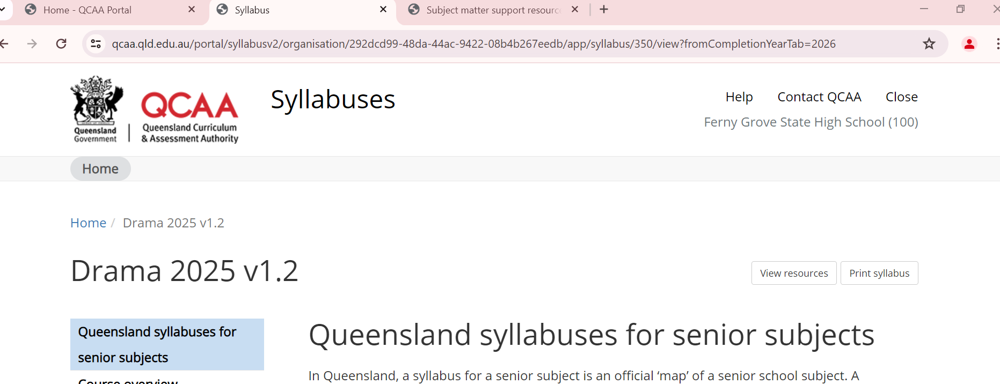 Home - QCAA Portal
Syllabus
Subject matter support resourc
qcaa.qld.edu.au/portal/syllabusv2/organisation/292dcd99-48da-44ac-9422-08b4b267eedb/app/syllabus/350/view?fromCompletionYearTab=2026
Queensland
Government
QCAA
Queensland Curriculum
& Assessment Authority
Syllabuses
Help
Contact QCAA
Close
Ferny Grove State High School (100)
Home
Home / Drama 2025 v1.2
Drama 2025 v1.2
View resources
Print syllabus
Queensland syllabuses for
senior subjects
Course overview
Queensland syllabuses for senior subjects
In Queensland, a syllabus for a senior subject is an official ‘map’ of a senior school subject. A